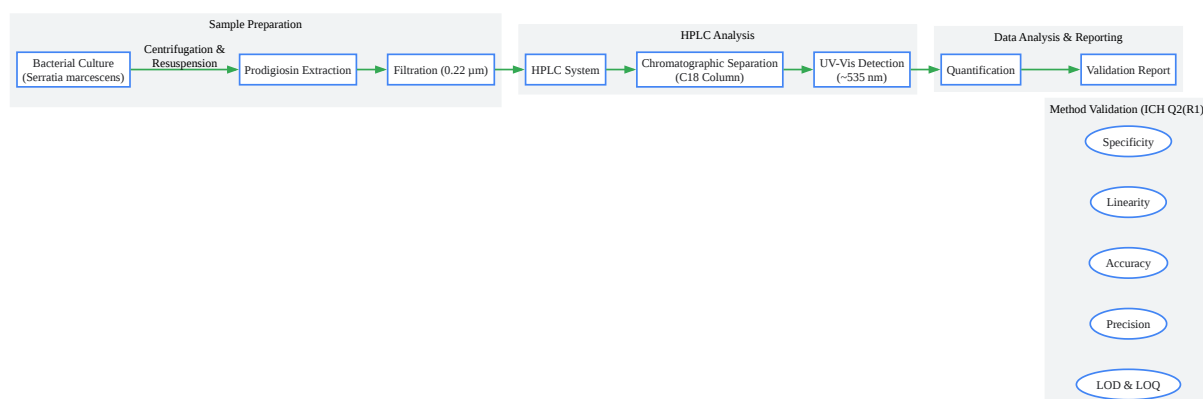 Sample Preparation
Bacterial Culture
(Serratia marcescens)
Centrifugation &
Resuspension
Prodigiosin Extraction
Filtration (0.22 µm)
HPLC Analysis
HPLC System
Chromatographic Separation
(C18 Column)
UV-Vis Detection
(~535 nm)
Data Analysis & Reporting
Quantification
Validation Report
Method Validation (ICH Q2(R1)
Specificity
Linearity
Accuracy
Precision
LOD & LOQ